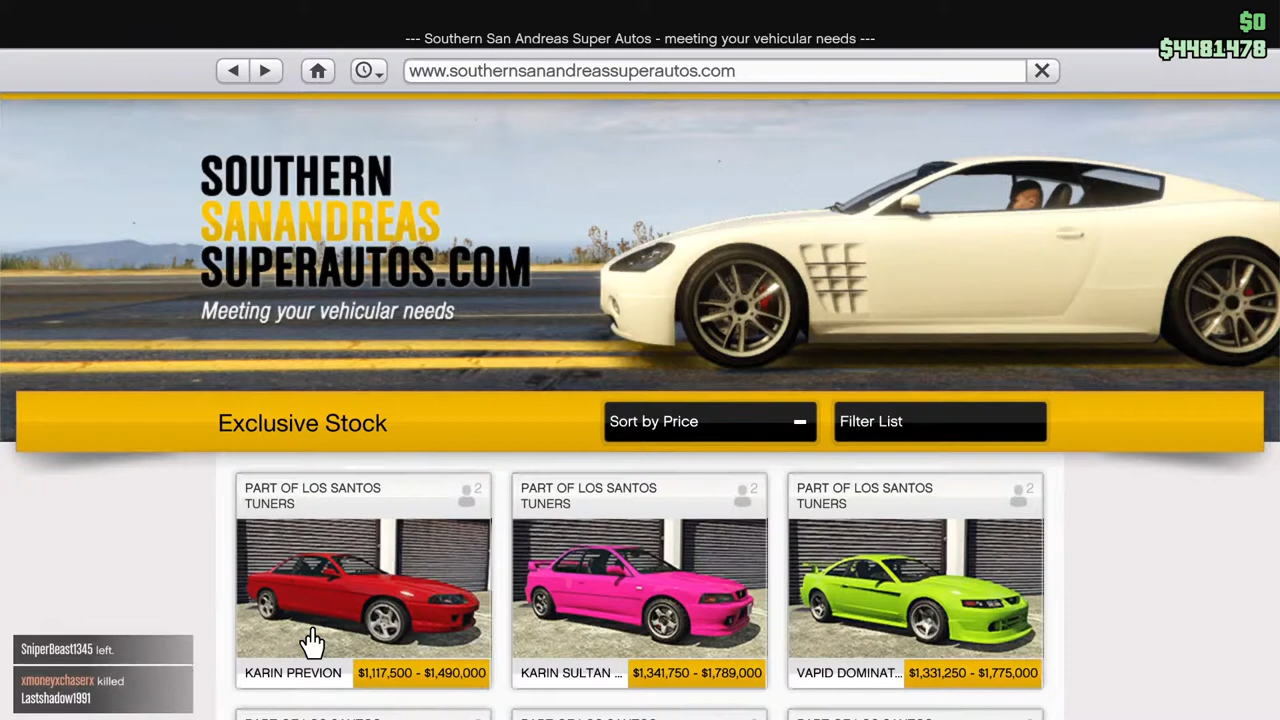 $0
--- Southern San Andreas Super Autos - meeting your vehicular needs ---
$4481478
www.southernsanandreassuperautos.com
SOUTHERN
SANANDREAS
SUPERAUTOS.COM
Meeting your vehicular needs
Exclusive Stock
Sort by Price
Filter List
PART OF LOS SANTOS TUNERS
2
PART OF LOS SANTOS TUNERS
2
PART OF LOS SANTOS TUNERS
2
KARIN PREVION
$1,117,500 - $1,490,000
KARIN SULTAN ...
$1,341,750 - $1,789,000
VAPID DOMINAT...
$1,331,250 - $1,775,000
SniperBeast1345 left.
xmoneyxchaserx killed
Lastshadow1991